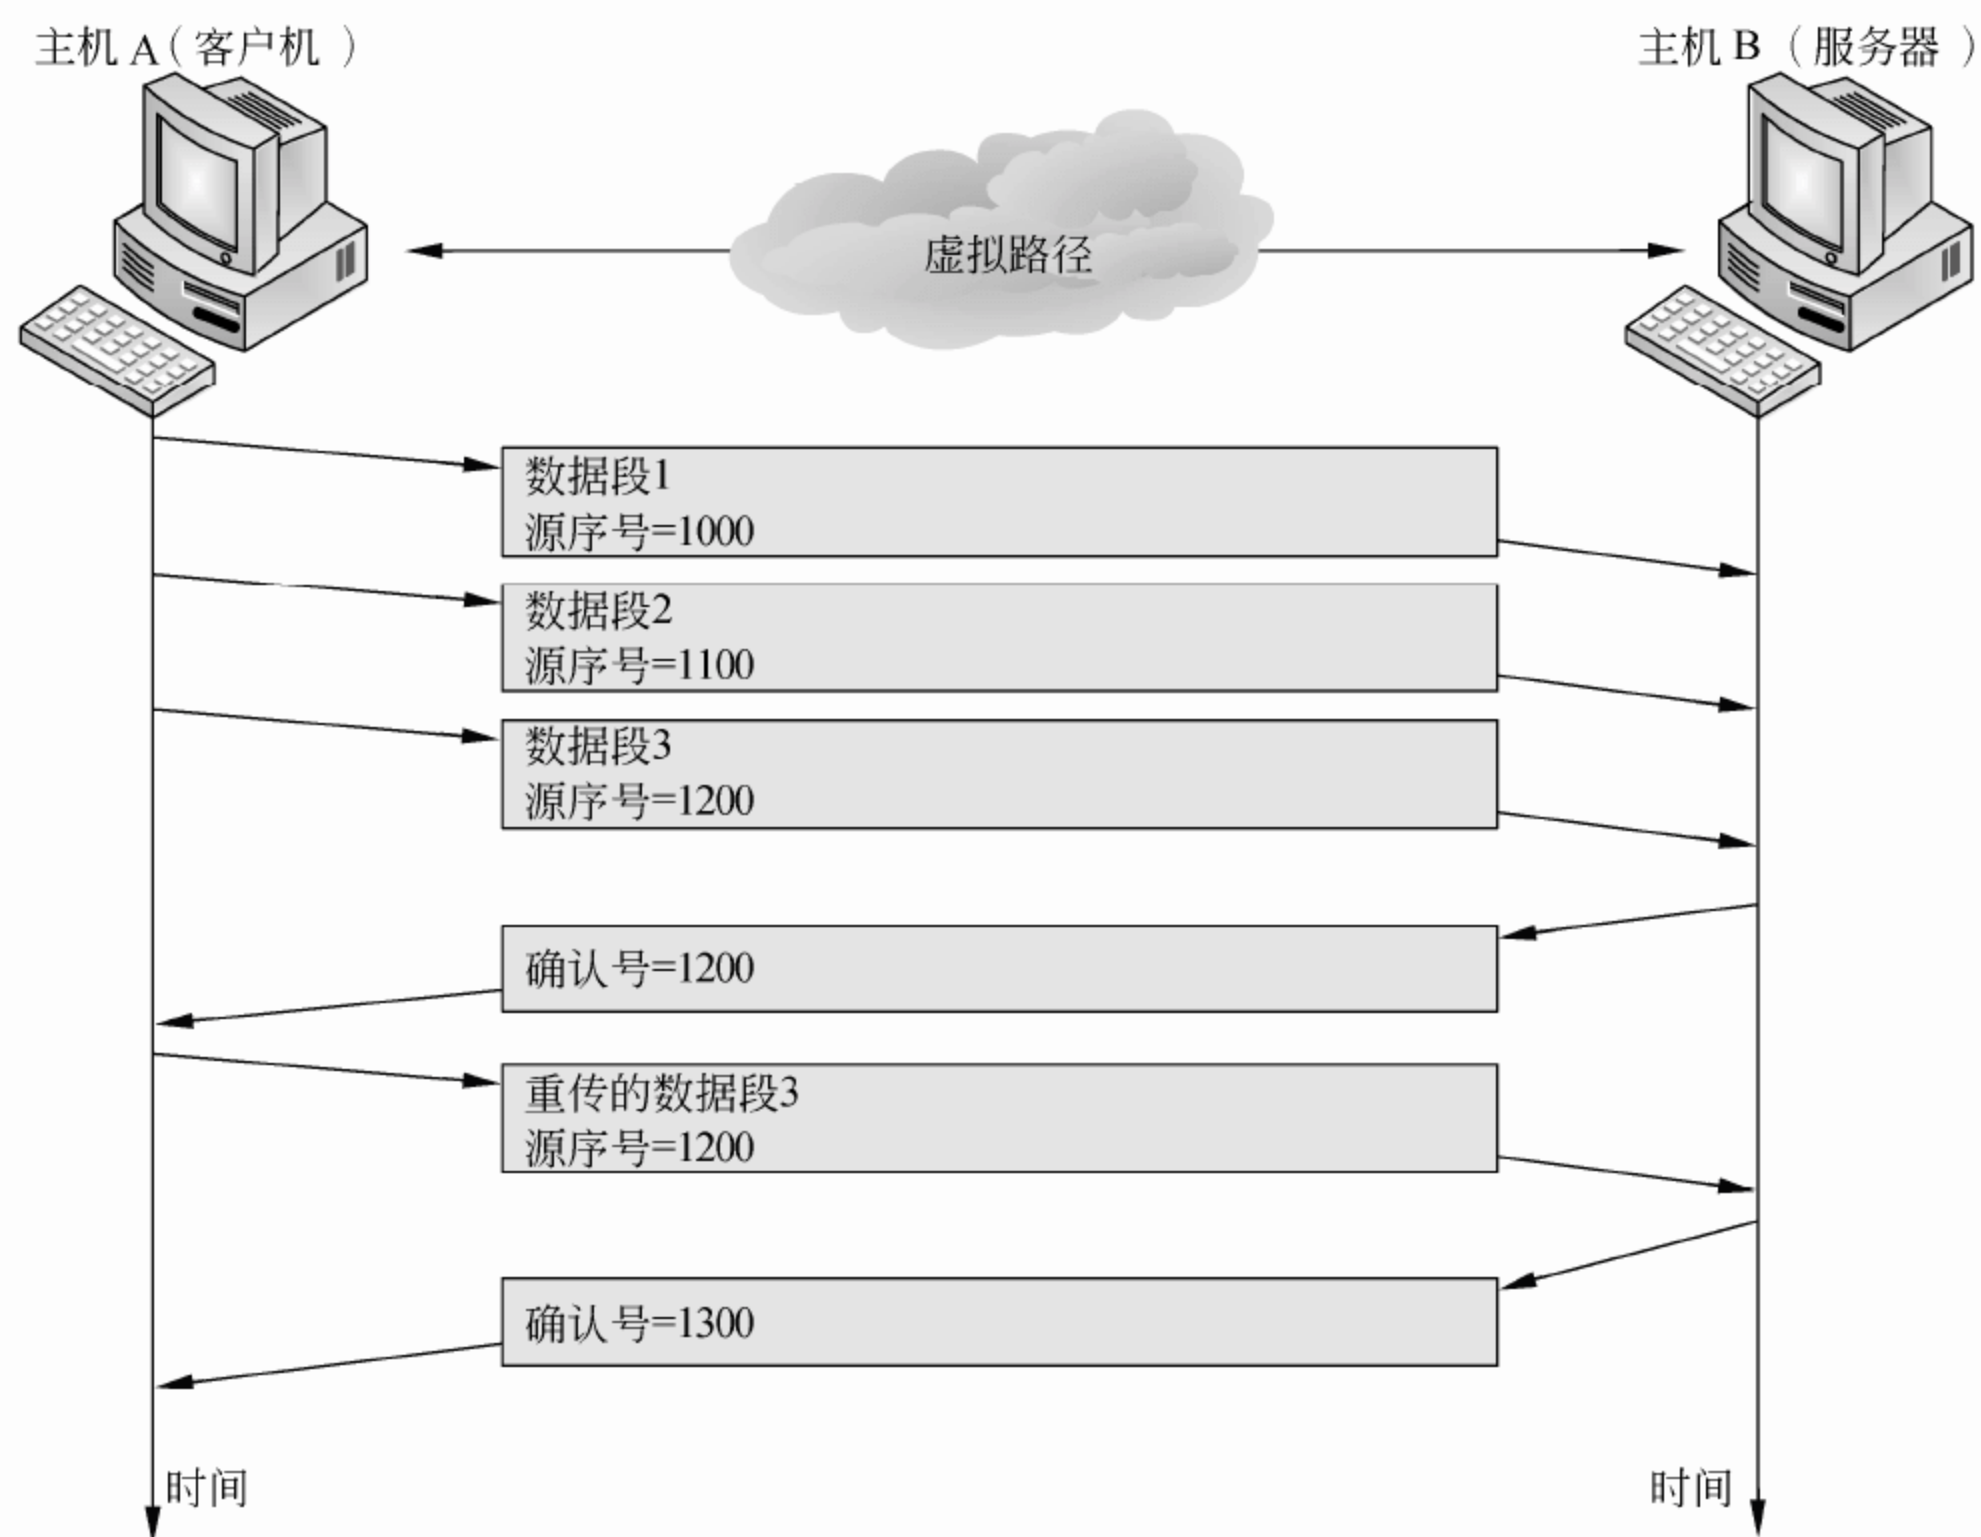 主机 A（客户机）
主机 B（服务器）
虚拟路径
数据段1
源序号=1000
数据段2
源序号=1100
数据段3
源序号=1200
确认号=1200
重传的数据段3
源序号=1200
确认号=1300
时间
时间